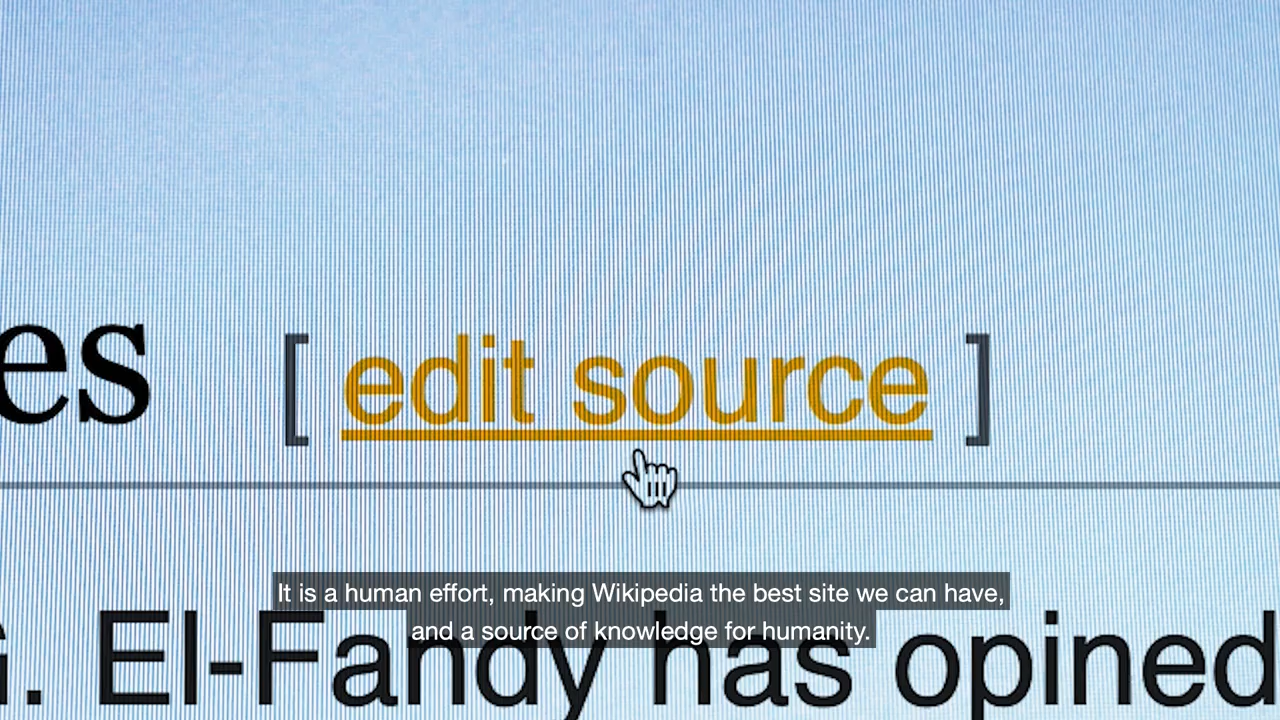 es [ edit source ]
It is a human effort, making Wikipedia the best site we can have,
and a source of knowledge for humanity.
. El-Fandy has opined